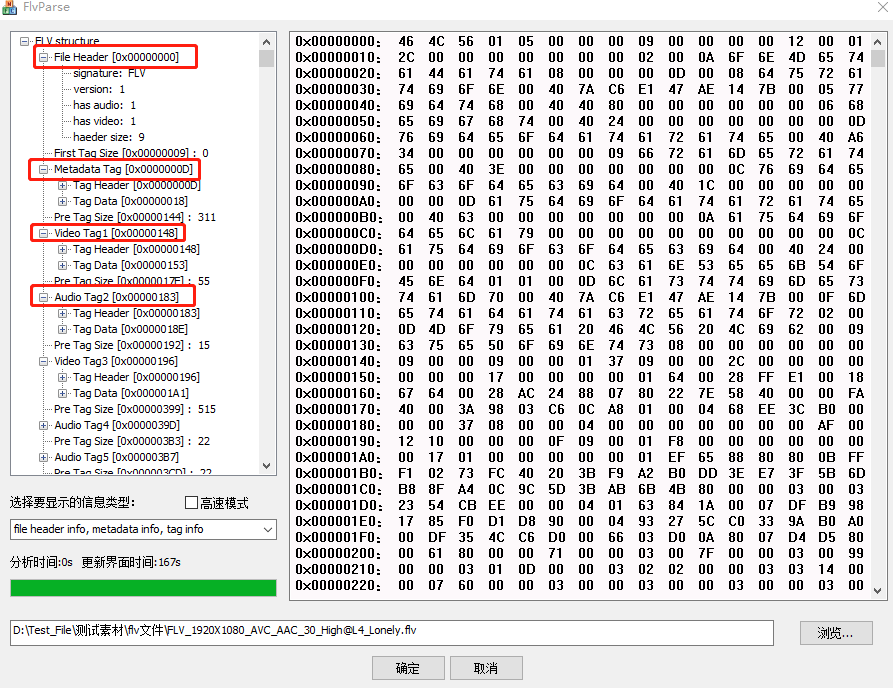 FlvParse
FLV structure
File Header [0x00000000]
signature: FLV
version: 1
has audio: 1
has video: 1
haeder size: 9
First Tag Size [0x00000009] : 0
Metadata Tag [0x0000000D]
Tag Header [0x0000000D]
Tag Data [0x00000018]
Pre Tag Size [0x00000144] : 311
Video Tag1 [0x00000148]
Tag Header [0x00000148]
Tag Data [0x00000153]
Pre Tag Size [0x0000017F] : 55
Audio Tag2 [0x00000183]
Tag Header [0x00000183]
Tag Data [0x0000018E]
Pre Tag Size [0x00000192] : 15
Video Tag3 [0x00000196]
Tag Header [0x00000196]
Tag Data [0x000001A1]
Pre Tag Size [0x00000399] : 515
Audio Tag4 [0x0000039D]
Pre Tag Size [0x000003B3] : 22
Audio Tag5 [0x000003B7]
Pre Tag Size [0x000003CD] : 22
0x00000000: 46 4C 56 01 05 00 00 00 09 00 00 00 00 12 00 01
0x00000010: 2C 00 00 00 00 00 00 00 02 00 0A 6F 6E 4D 65 74
0x00000020: 61 44 61 74 61 08 00 00 00 0D 00 08 64 75 72 61
0x00000030: 74 69 6F 6E 00 40 7A C6 E1 47 AE 14 7B 00 05 77
0x00000040: 69 64 74 68 00 40 40 80 00 00 00 00 00 00 06 68
0x00000050: 65 69 67 68 74 00 40 24 00 00 00 00 00 00 00 0D
0x00000060: 76 69 64 65 6F 64 61 74 61 72 61 74 65 00 40 A6
0x00000070: 34 00 00 00 00 00 00 09 66 72 61 6D 65 72 61 74
0x00000080: 65 00 40 3E 00 00 00 00 00 00 00 0C 76 69 64 65
0x00000090: 6F 63 6F 64 65 63 69 64 00 40 1C 00 00 00 00 00
0x000000A0: 00 00 0D 61 75 64 69 6F 64 61 74 61 72 61 74 65
0x000000B0: 00 40 63 00 00 00 00 00 00 00 0A 61 75 64 69 6F
0x000000C0: 64 65 6C 61 79 00 00 00 00 00 00 00 00 00 00 0C
0x000000D0: 61 75 64 69 6F 63 6F 64 65 63 69 64 00 40 24 00
0x000000E0: 00 00 00 00 00 00 0C 63 61 6E 53 65 65 6B 54 6F
0x000000F0: 45 6E 64 01 01 00 0D 6C 61 73 74 74 69 6D 65 73
0x00000100: 74 61 6D 70 00 40 7A C6 E1 47 AE 14 7B 00 0F 6D
0x00000110: 65 74 61 64 61 74 61 63 72 65 61 74 6F 72 02 00
0x00000120: 0D 4D 6F 79 65 61 20 46 4C 56 20 4C 69 62 00 09
0x00000130: 63 75 65 50 6F 69 6E 74 73 08 00 00 00 00 00 00
0x00000140: 09 00 00 09 00 00 01 37 09 00 00 2C 00 00 00 00
0x00000150: 00 00 00 17 00 00 00 00 01 64 00 28 FF E1 00 18
0x00000160: 67 64 00 28 AC 24 88 07 80 22 7E 58 40 00 00 FA
0x00000170: 40 00 3A 98 03 C6 0C A8 01 00 04 68 EE 3C B0 00
0x00000180: 00 00 37 08 00 00 04 00 00 00 00 00 00 00 AF 00
0x00000190: 12 10 00 00 00 0F 09 00 01 F8 00 00 00 00 00 00
0x000001A0: 00 17 01 00 00 00 00 00 01 EF 65 88 80 80 0B FF
0x000001B0: F1 02 73 FC 40 20 3B F9 A2 B0 DD 3E E7 3F 5B 6D
0x000001C0: B8 8F A4 0C 9C 5D 3B AB 6B 4B 80 00 00 03 00 03
0x000001D0: 23 54 CB EE 00 00 04 01 63 84 1A 00 07 DF B9 98
0x000001E0: 17 85 F0 D1 D8 90 00 04 93 27 5C C0 33 9A B0 A0
0x000001F0: 00 DF 35 4C C6 D0 00 66 03 D0 0A 80 07 D4 D5 80
0x00000200: 00 61 80 00 00 71 00 00 03 00 7F 00 00 03 00 99
0x00000210: 00 00 03 01 0D 00 00 03 02 02 00 00 03 03 14 00
0x00000220: 00 07 60 00 00 03 00 00 03 00 00 03 00 00 03 00
选择要显示的信息类型:
高速模式
file header info, metadata info, tag info
分析时间:0s 更新界面时间:167s
D:\Test_File\测试素材\flv文件\FLV_1920X1080_AVC_AAC_30_High@L4_Lonely.flv
浏览...
确定
取消